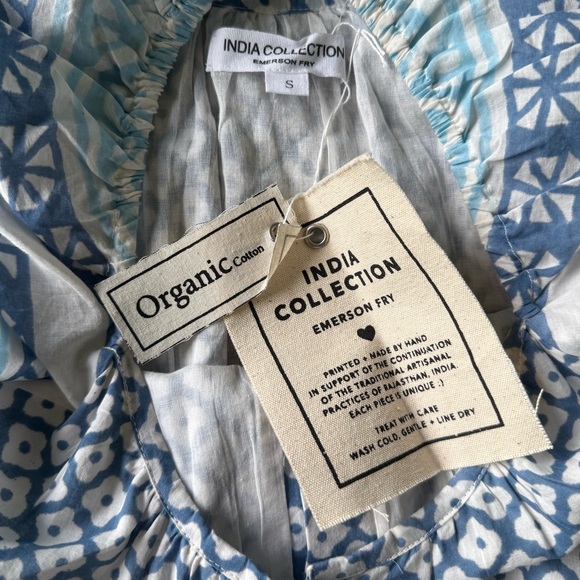 INDIA COLLECTION
EMERSON FRY
S
Organic Cotton
INDIA
COLLECTION
EMERSON FRY
PRINTED + MADE BY HAND
IN SUPPORT OF THE CONTINUATION
OF THE TRADITIONAL ARTISANAL
PRACTICES OF RAJASTHAN, INDIA.
EACH PIECE IS UNIQUE :)
TREAT WITH CARE
WASH COLD, GENTLE + LINE DRY